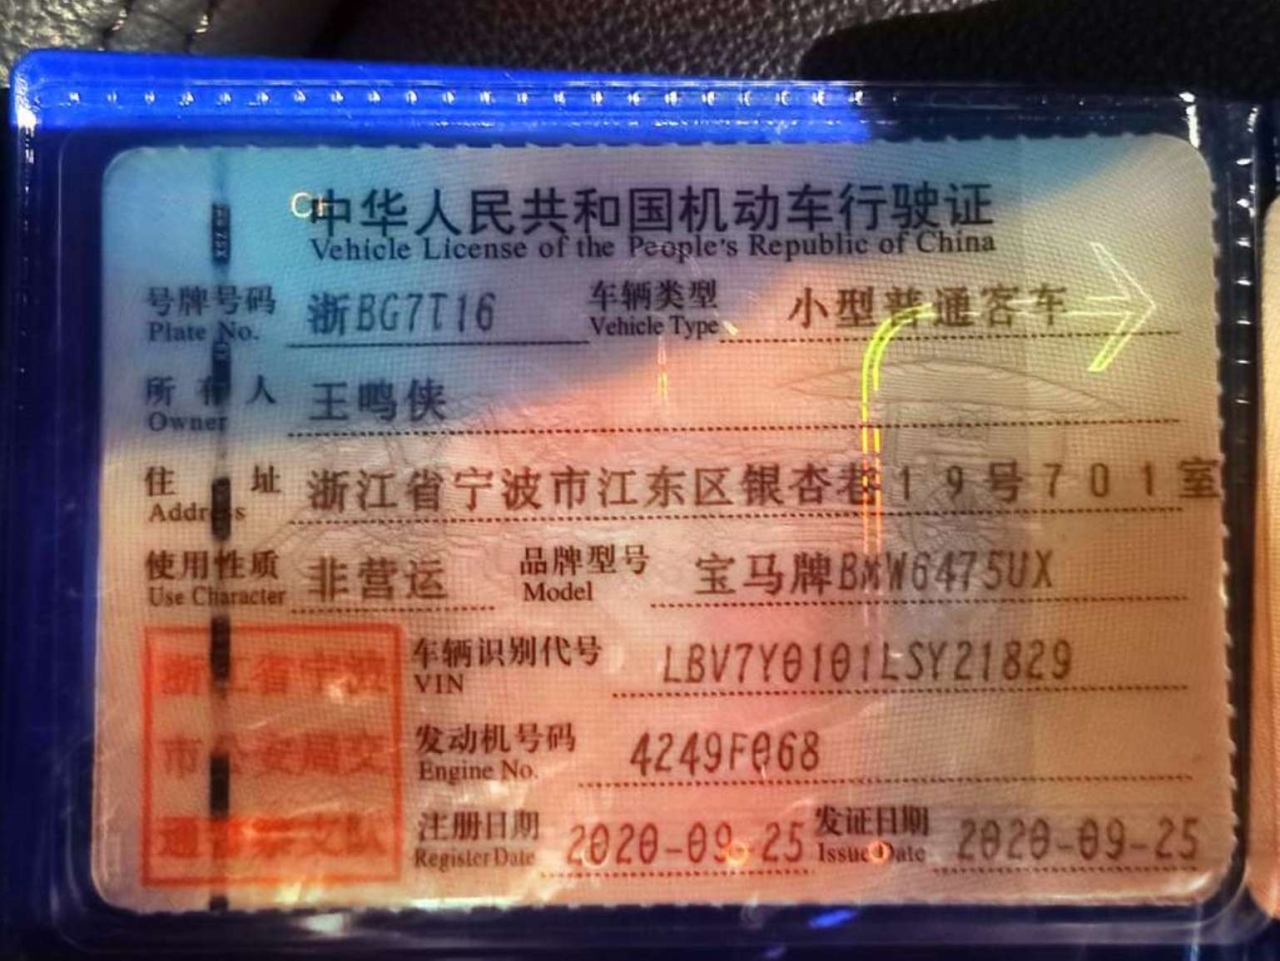 中华人民共和国机动车行驶证
Vehicle License of the People's Republic of China
号牌号码 浙BG7T16 车辆类型 小型普通客车
Plate No. Vehicle Type
所有人 王鸣侠
Owner
住址 浙江省宁波市江东区银杏巷19号701室
Address
使用性质 非营运 品牌型号 宝马牌BMW6475UX
Use Character Model
车辆识别代号 LBV7Y0101LSY21829
VIN
发动机号码 4249F068
Engine No.
注册日期 2020-09-25 发证日期 2020-09-25
Register Date Issue Date
浙江省宁波
市公安局交
通警察支队